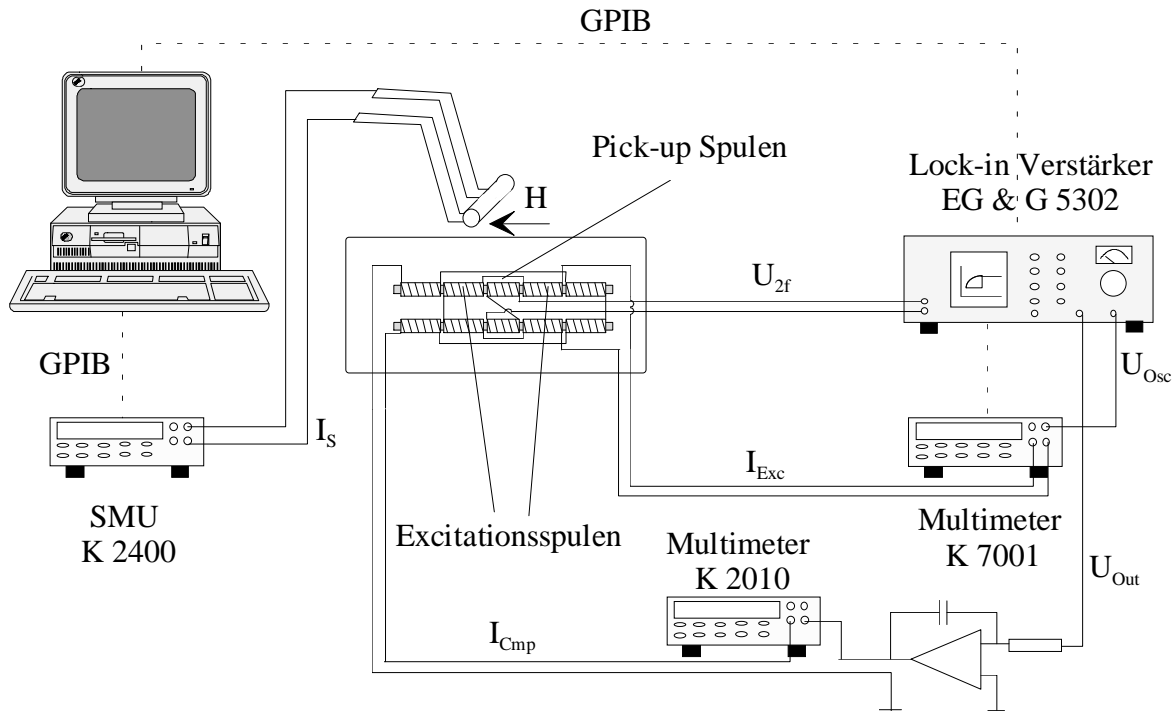 GPIB
Pick-up Spulen
Lock-in Verstärker
EG & G 5302
H
U2f
GPIB
UOsc
IS
IExc
SMU
K 2400
Excitationsspulen
Multimeter
K 2010
Multimeter
K 7001
UOut
ICmp